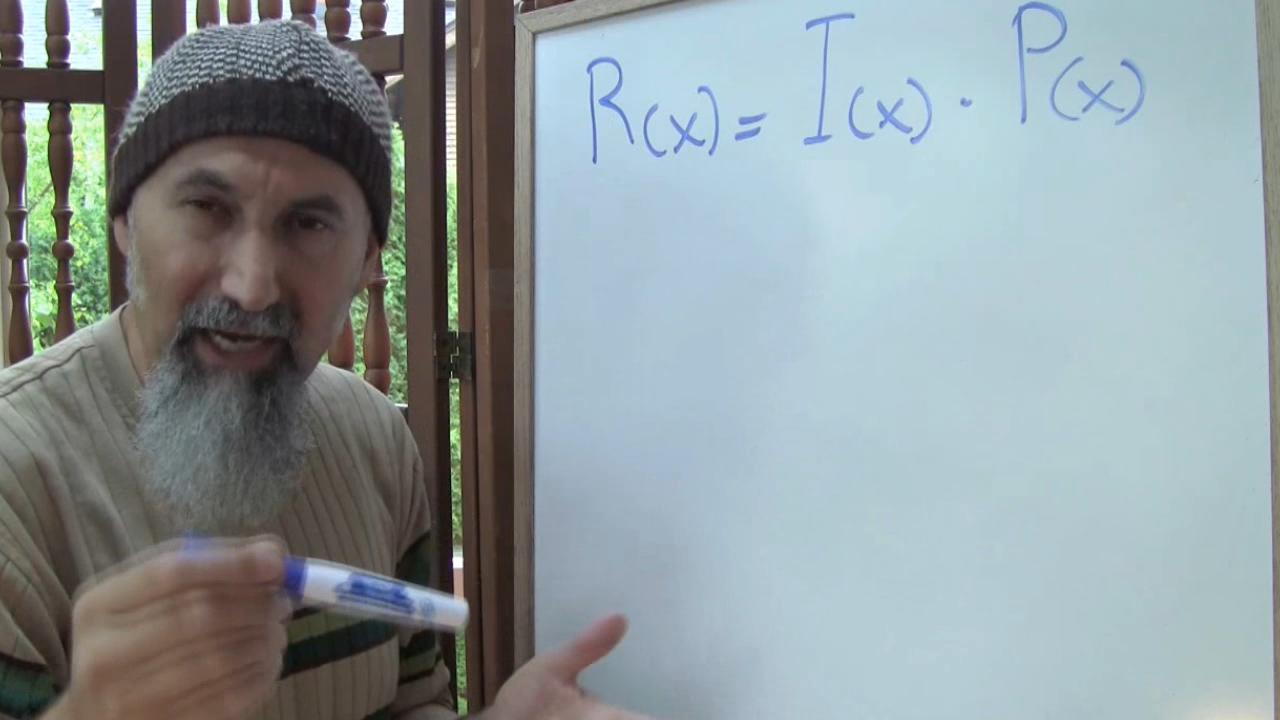 R(x) = I(x) · P(x)